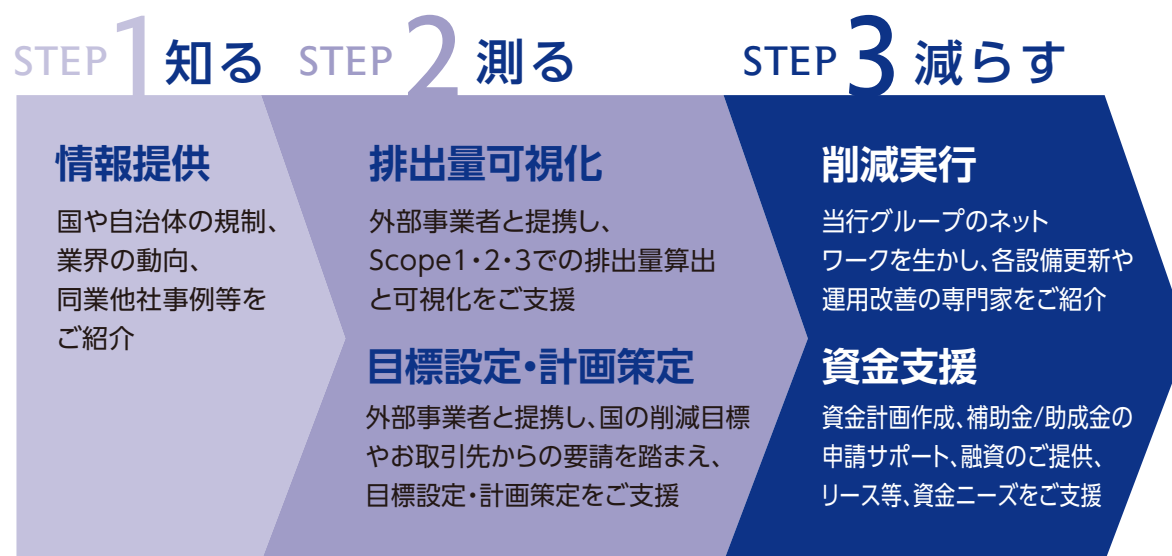 STEP1 知る
情報提供
国や自治体の規制、
業界の動向、
同業他社事例等を
ご紹介
STEP2 測る
排出量可視化
外部事業者と提携し、
Scope1・2・3での排出量算出
と可視化をご支援
目標設定・計画策定
外部事業者と提携し、国の削減目標
やお取引先からの要請を踏まえ、
目標設定・計画策定をご支援
STEP3 減らす
削減実行
当行グループのネット
ワークを生かし、各設備更新や
運用改善の専門家をご紹介
資金支援
資金計画作成、補助金/助成金の
申請サポート、融資のご提供、
リース等、資金ニーズをご支援